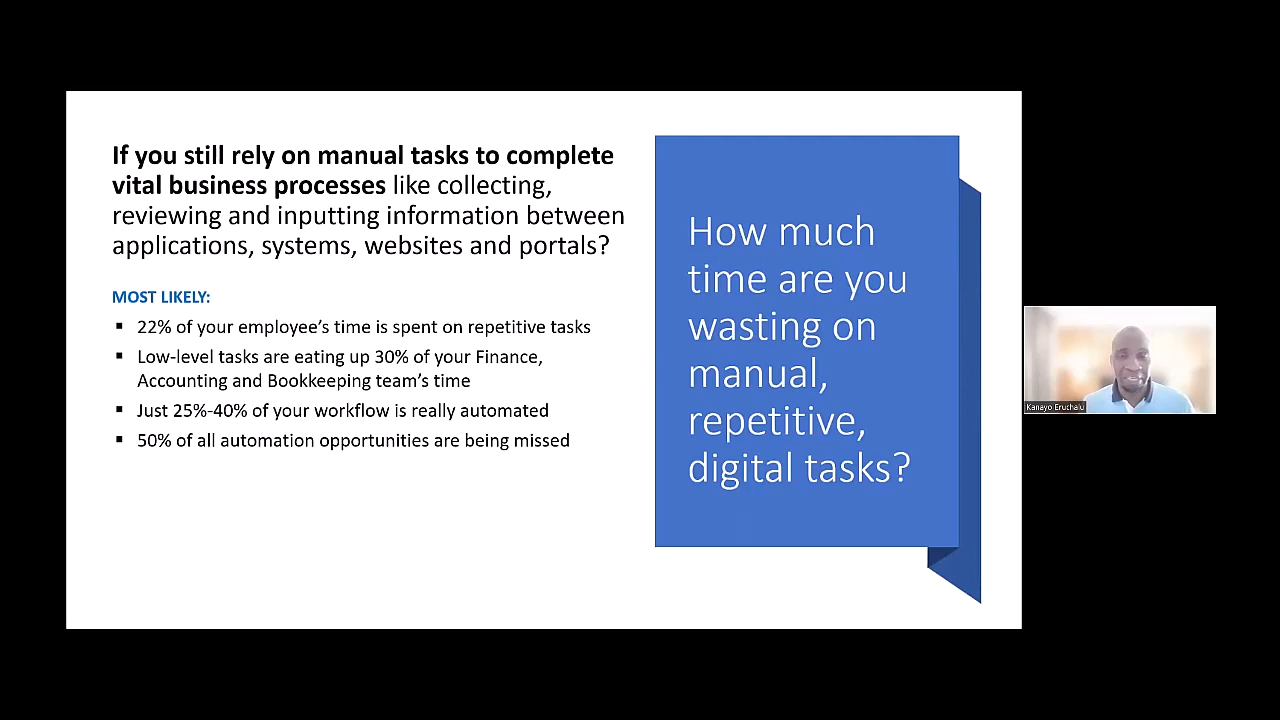 If you still rely on manual tasks to complete
vital business processes like collecting,
reviewing and inputting information between
applications, systems, websites and portals?
MOST LIKELY:
▪ 22% of your employee’s time is spent on repetitive tasks
▪ Low-level tasks are eating up 30% of your Finance,
Accounting and Bookkeeping team’s time
▪ Just 25%-40% of your workflow is really automated
▪ 50% of all automation opportunities are being missed
How much
time are you
wasting on
manual,
repetitive,
digital tasks?
Kanayo Eruchalu